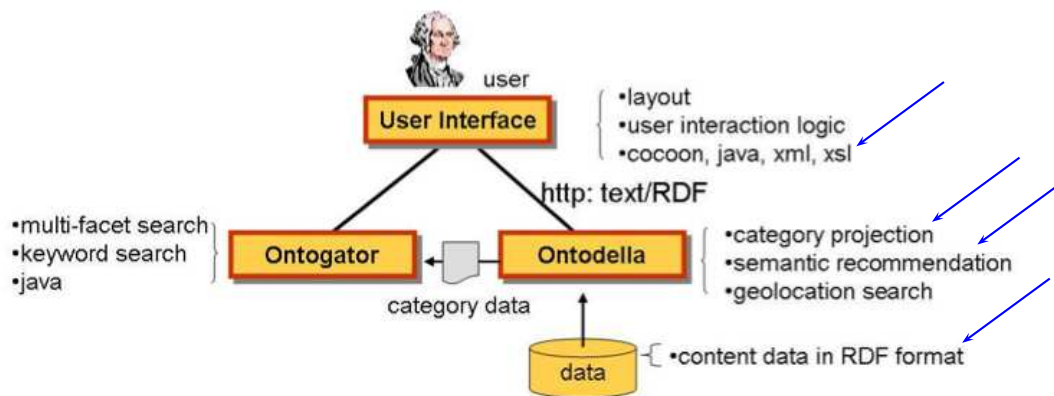 user
User Interface
•layout
•user interaction logic
•cocoon, java, xml, xsl
http: text/RDF
•multi-facet search
•keyword search
•java
Ontogator
category data
Ontodella
•category projection
•semantic recommendation
•geolocation search
data
•content data in RDF format